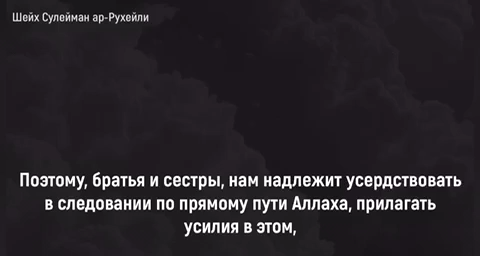 Шейх Сулейман ар-Рухейли
Поэтому, братья и сестры, нам надлежит усердствовать
в следовании по прямому пути Аллаха, прилагать
усилия в этом,